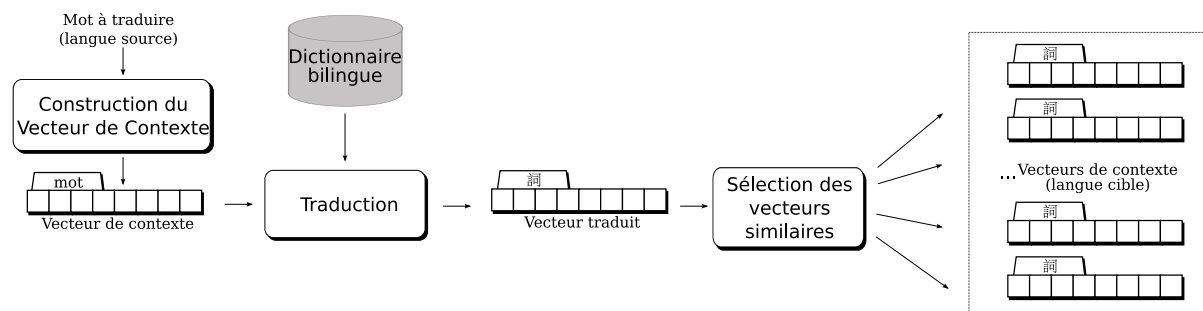 Mot à traduire
(langue source)
Construction du
Vecteur de Contexte
mot
Vecteur de contexte
Dictionnaire
bilingue
Traduction
詞
Vecteur traduit
Sélection des
vecteurs
similaires
詞
詞
...Vecteurs de contexte
(langue cible)
詞
詞